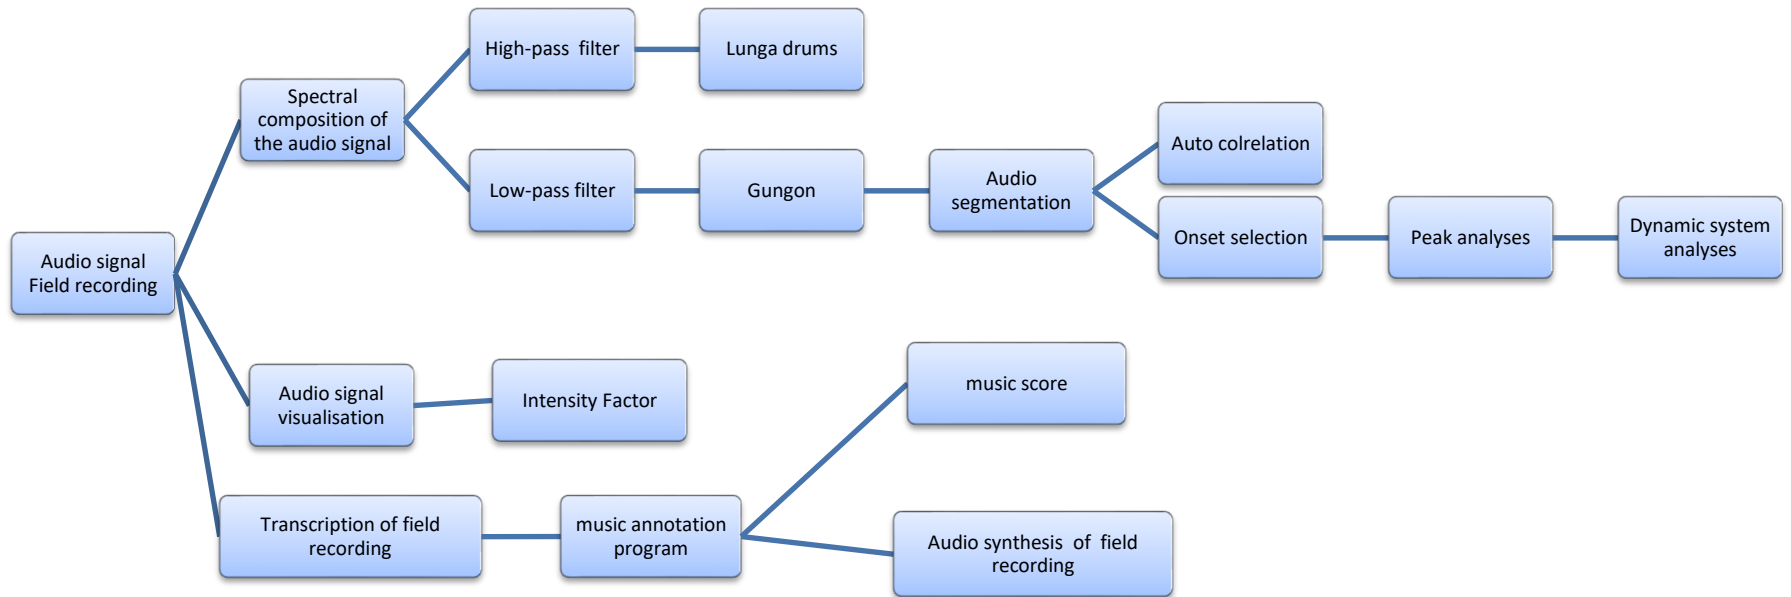 High-pass filter
Lunga drums
Spectral
composition of
the audio signal
Auto colrelation
Low-pass filter
Gungon
Audio
segmentation
Audio signal
Field recording
Onset selection
Peak analyses
Dynamic system
analyses
Audio signal
visualisation
Intensity Factor
music score
Transcription of field
recording
music annotation
program
Audio synthesis of field
recording